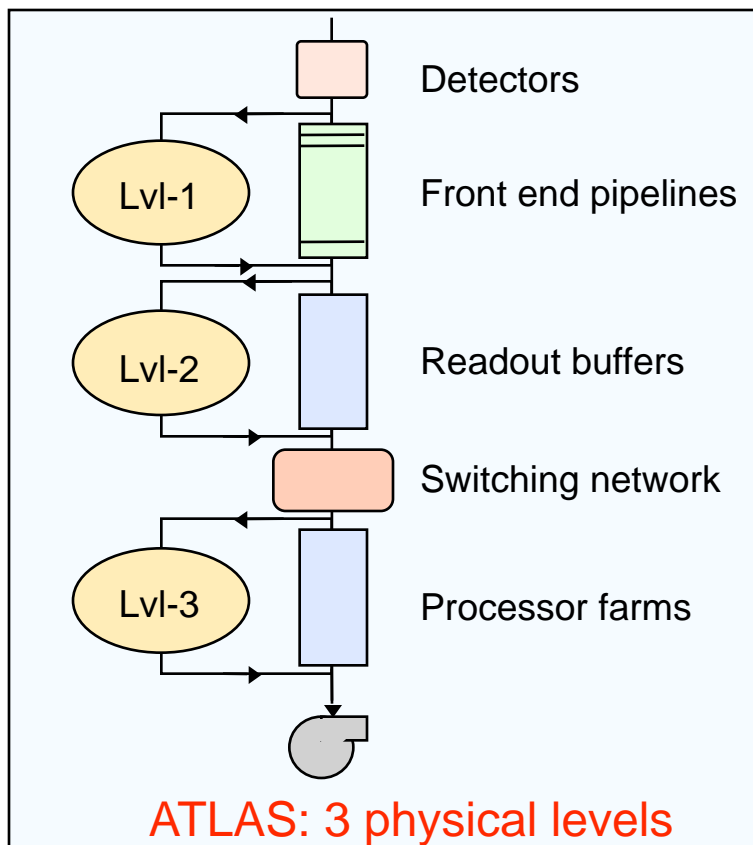 Detectors
Lvl-1
Front end pipelines
Lvl-2
Readout buffers
Switching network
Lvl-3
Processor farms
ATLAS: 3 physical levels